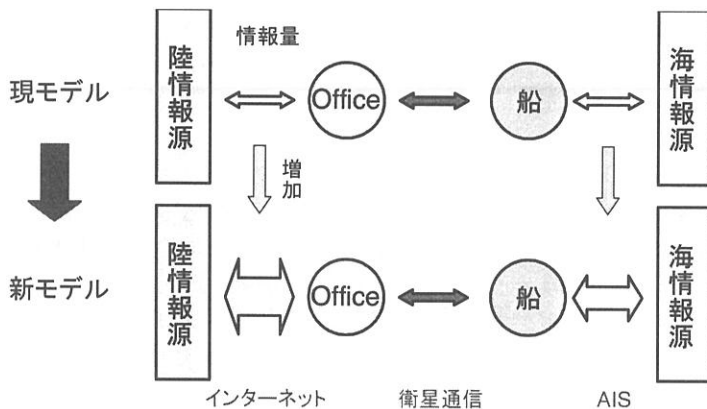 情報量
現モデル
陸情報源
Office
船
海情報源
増加
新モデル
陸情報源
Office
船
海情報源
インターネット
衛星通信
AIS